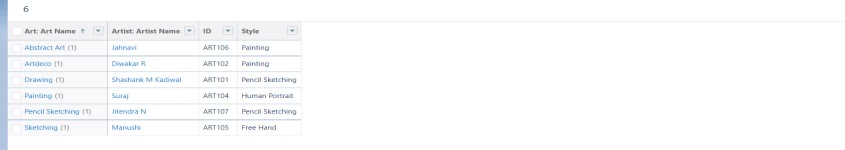 6
Art: Art Name ↑ Artist: Artist Name ID Style
Abstract Art (1) Jahnavi ART106 Painting
Artdeco (1) Diwakar R ART102 Painting
Drawing (1) Shashank M Kadiwal ART101 Pencil Sketching
Painting (1) Suraj ART104 Human Portrait
Pencil Sketching (1) Jitendra N ART107 Pencil Sketching
Sketching (1) Manushi ART105 Free Hand